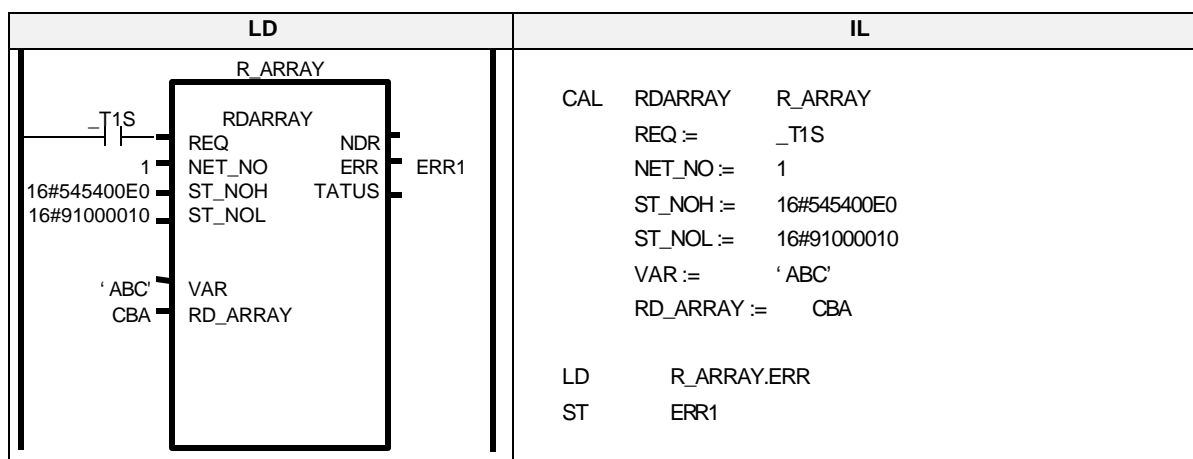 LD
IL
R_ARRAY
_T1S
RDARRAY
REQ NDR
1 NET_NO ERR ERR1
16#545400E0 ST_NOH TATUS
16#91000010 ST_NOL
‘ ABC' VAR
CBA RD_ARRAY
CAL RDARRAY R_ARRAY
REQ := _T1S
NET_NO := 1
ST_NOH := 16#545400E0
ST_NOL := 16#91000010
VAR := ‘ ABC’
RD_ARRAY := CBA
LD R_ARRAY.ERR
ST ERR1